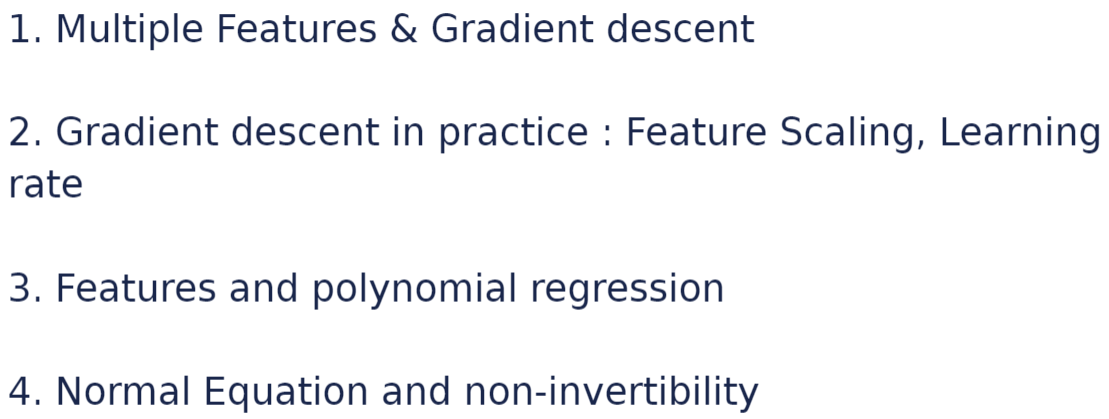 1. Multiple Features & Gradient descent
2. Gradient descent in practice : Feature Scaling, Learning
rate
3. Features and polynomial regression
4. Normal Equation and non-invertibility